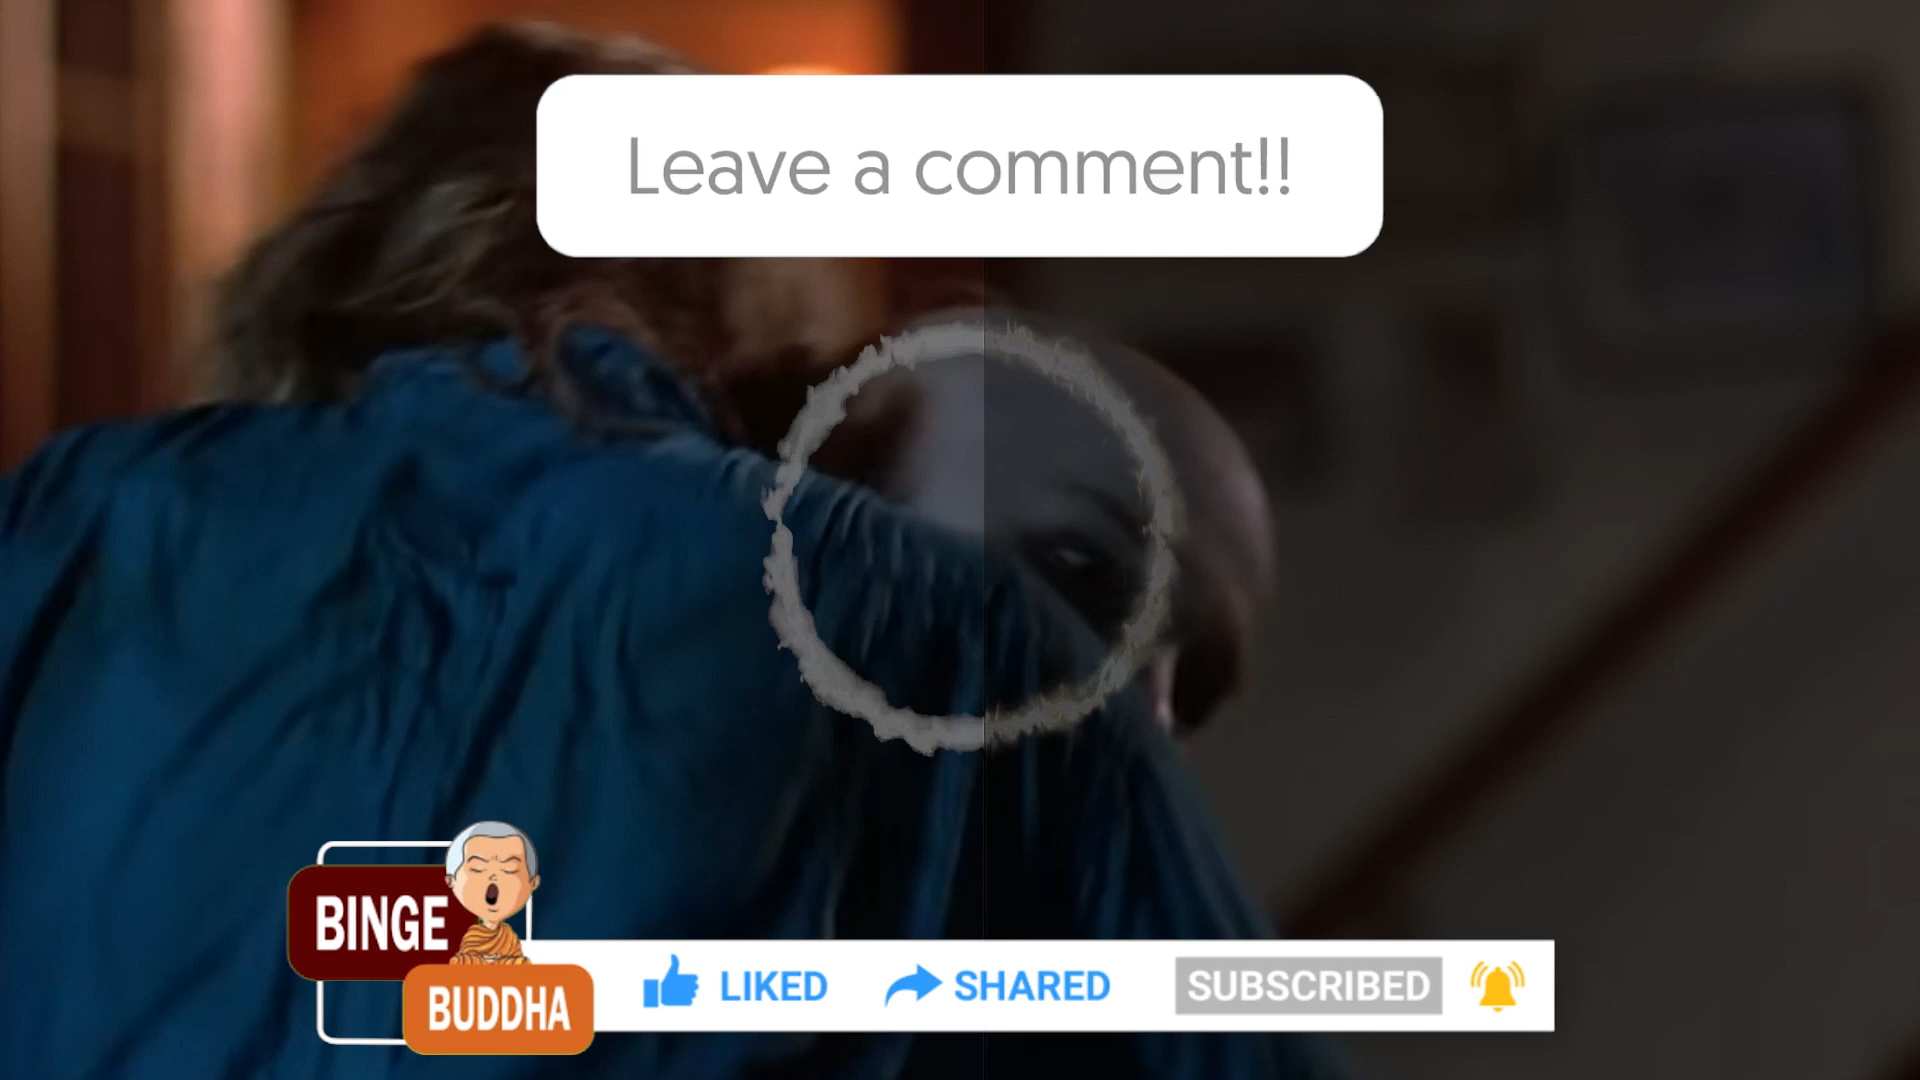 Leave a comment!!
BINGE
BUDDHA
LIKED
SHARED
SUBSCRIBED